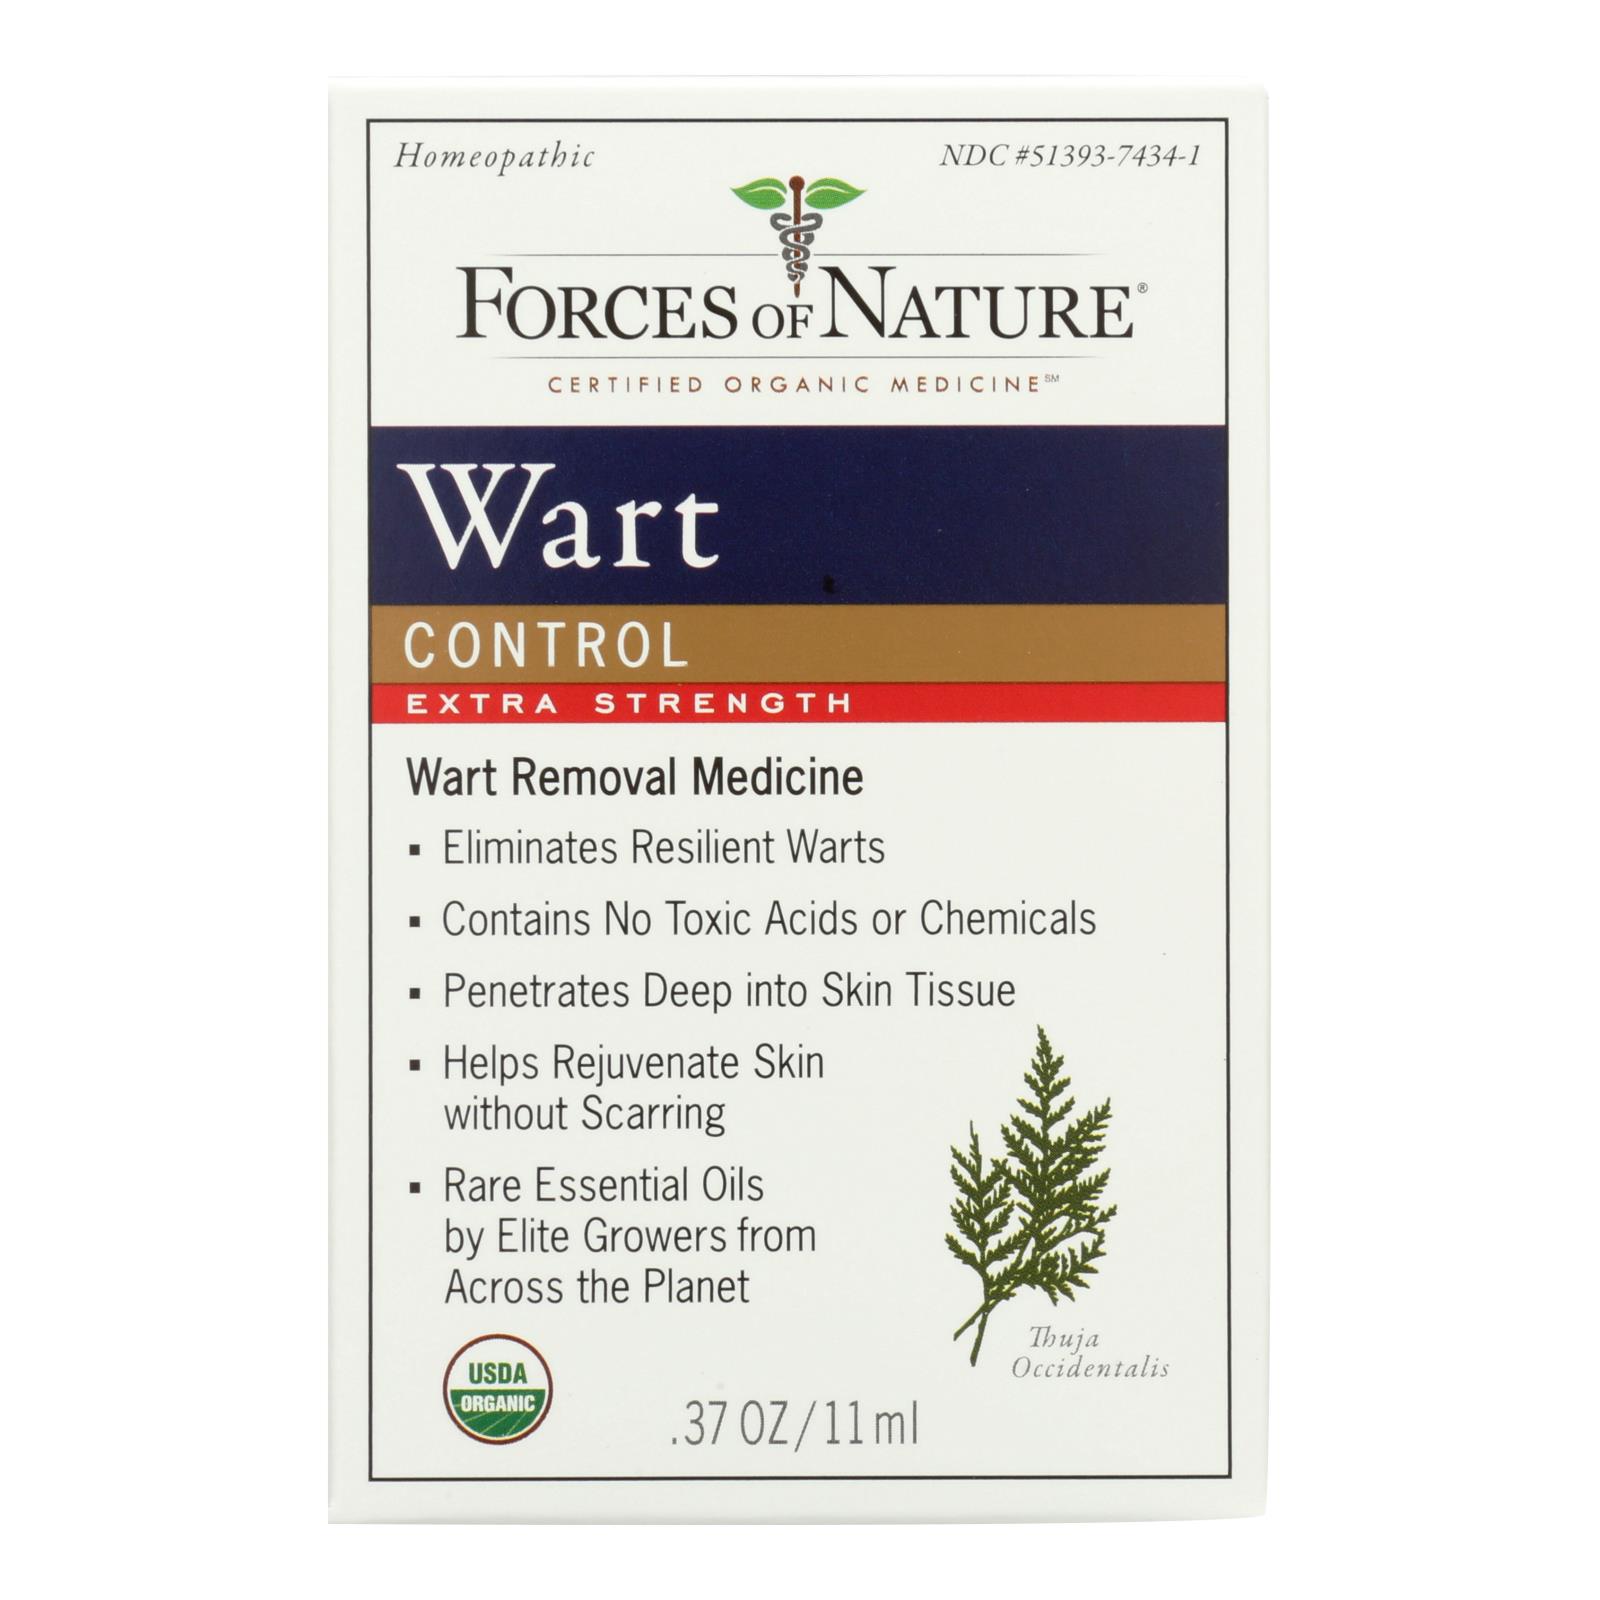 Homeopathic NDC #51393-7434-1
FORCES OF NATURE®
CERTIFIED ORGANIC MEDICINE℠
Wart
CONTROL
EXTRA STRENGTH
Wart Removal Medicine
▪ Eliminates Resilient Warts
▪ Contains No Toxic Acids or Chemicals
▪ Penetrates Deep into Skin Tissue
▪ Helps Rejuvenate Skin
without Scarring
▪ Rare Essential Oils
by Elite Growers from
Across the Planet
Thuja
Occidentalis
USDA
ORGANIC
.37 OZ/11ml